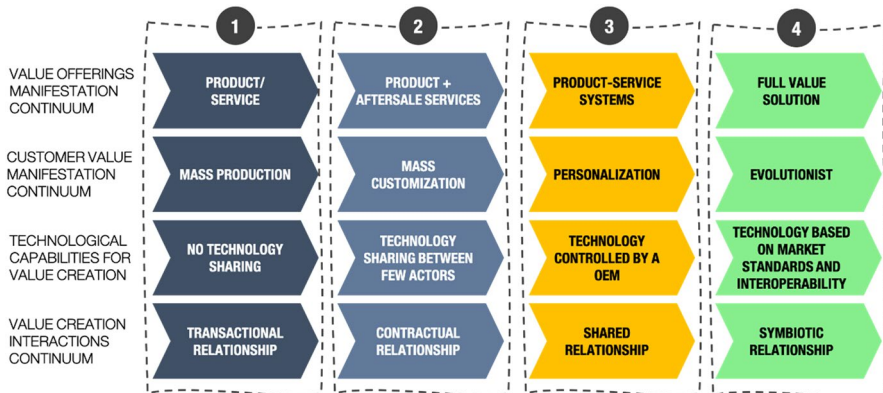 1
2
3
4
VALUE OFFERINGS
MANIFESTATION
CONTINUUM
PRODUCT/
SERVICE
PRODUCT +
AFTERSALE SERVICES
PRODUCT-SERVICE
SYSTEMS
FULL VALUE
SOLUTION
CUSTOMER VALUE
MANIFESTATION
CONTINUUM
MASS PRODUCTION
MASS
CUSTOMIZATION
PERSONALIZATION
EVOLUTIONIST
TECHNOLOGICAL
CAPABILITIES FOR
VALUE CREATION
NO TECHNOLOGY
SHARING
TECHNOLOGY
SHARING BETWEEN
FEW ACTORS
TECHNOLOGY
CONTROLLED BY A
OEM
TECHNOLOGY BASED
ON MARKET
STANDARDS AND
INTEROPERABILITY
VALUE CREATION
INTERACTIONS
CONTINUUM
TRANSACTIONAL
RELATIONSHIP
CONTRACTUAL
RELATIONSHIP
SHARED
RELATIONSHIP
SYMBIOTIC
RELATIONSHIP